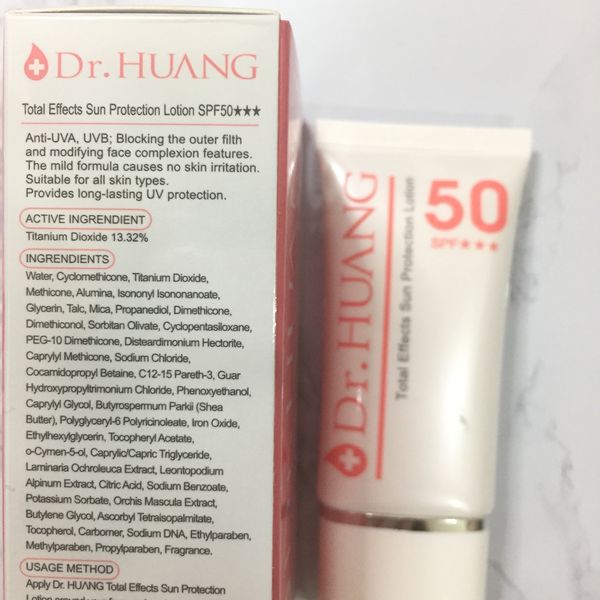 Dr. HUANG
Total Effects Sun Protection Lotion SPF50★★★
Anti-UVA, UVB; Blocking the outer filth
and modifying face complexion features.
The mild formula causes no skin irritation.
Suitable for all skin types.
Provides long-lasting UV protection.
ACTIVE INGRENDIENT
Titanium Dioxide 13.32%
INGRENDIENTS
Water, Cyclomethicone, Titanium Dioxide,
Methicone, Alumina, Isononyl Isononanoate,
Glycerin, Talc, Mica, Propanediol, Dimethicone,
Dimethiconol, Sorbitan Olivate, Cyclopentasiloxane,
PEG-10 Dimethicone, Disteardimonium Hectorite,
Caprylyl Methicone, Sodium Chloride,
Cocamidopropyl Betaine, C12-15 Pareth-3, Guar
Hydroxypropyltrimonium Chloride, Phenoxyethanol,
Caprylyl Glycol, Butyrospermum Parkii (Shea
Butter), Polyglyceryl-6 Polyricinoleate, Iron Oxide,
Ethylhexylglycerin, Tocopheryl Acetate,
o-Cymen-5-ol, Caprylic/Capric Triglyceride,
Laminaria Ochroleuca Extract, Leontopodium
Alpinum Extract, Citric Acid, Sodium Benzoate,
Potassium Sorbate, Orchis Mascula Extract,
Butylene Glycol, Ascorbyl Tetraisopalmitate,
Tocopherol, Carbomer, Sodium DNA, Ethylparaben,
Methylparaben, Propylparaben, Fragrance.
USAGE METHOD
Apply Dr. HUANG Total Effects Sun Protection
Lotion
50
SPF★★★
Dr. HUANG
Total Effects Sun Protection Lotion